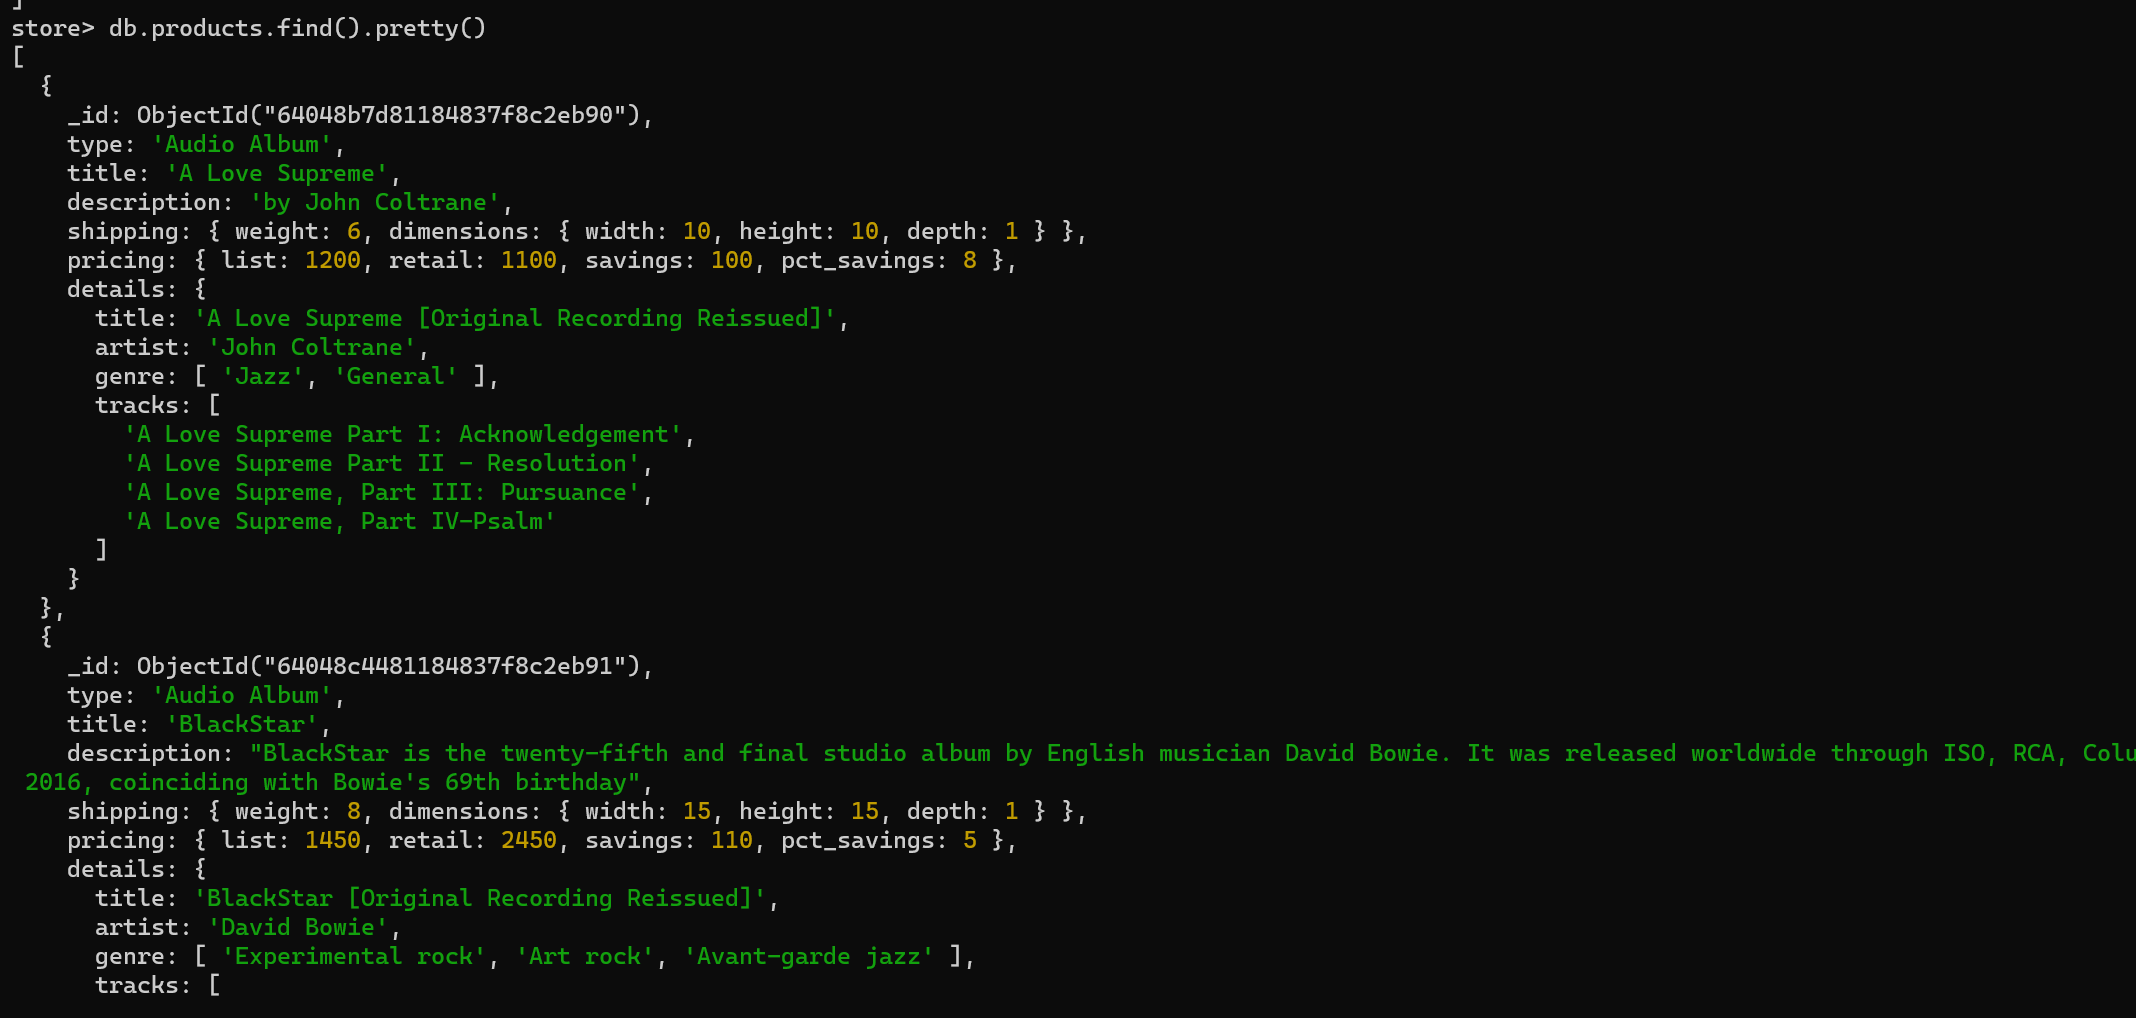 ]
store> db.products.find().pretty()
[
  {
    _id: ObjectId("64048b7d81184837f8c2eb90"),
    type: 'Audio Album',
    title: 'A Love Supreme',
    description: 'by John Coltrane',
    shipping: { weight: 6, dimensions: { width: 10, height: 10, depth: 1 } },
    pricing: { list: 1200, retail: 1100, savings: 100, pct_savings: 8 },
    details: {
      title: 'A Love Supreme [Original Recording Reissued]',
      artist: 'John Coltrane',
      genre: [ 'Jazz', 'General' ],
      tracks: [
        'A Love Supreme Part I: Acknowledgement',
        'A Love Supreme Part II - Resolution',
        'A Love Supreme, Part III: Pursuance',
        'A Love Supreme, Part IV-Psalm'
      ]
    }
  },
  {
    _id: ObjectId("64048c4481184837f8c2eb91"),
    type: 'Audio Album',
    title: 'BlackStar',
    description: "BlackStar is the twenty-fifth and final studio album by English musician David Bowie. It was released worldwide through ISO, RCA, Colu
 2016, coinciding with Bowie's 69th birthday",
    shipping: { weight: 8, dimensions: { width: 15, height: 15, depth: 1 } },
    pricing: { list: 1450, retail: 2450, savings: 110, pct_savings: 5 },
    details: {
      title: 'BlackStar [Original Recording Reissued]',
      artist: 'David Bowie',
      genre: [ 'Experimental rock', 'Art rock', 'Avant-garde jazz' ],
      tracks: [